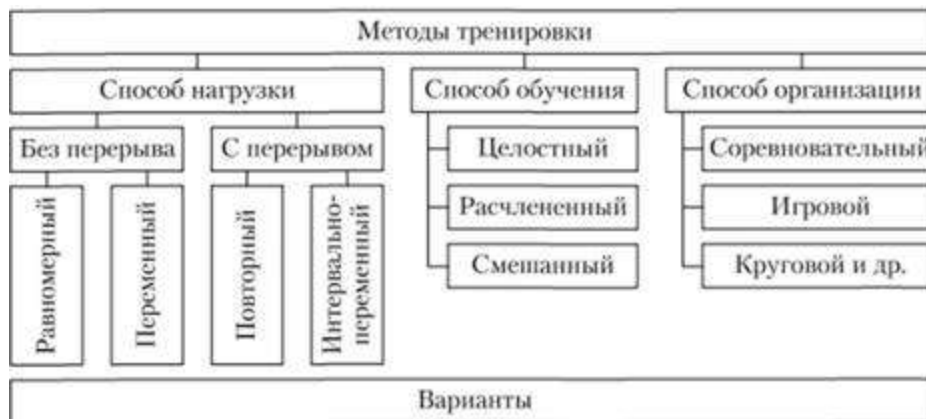 Методы тренировки
Способ нагрузки
Способ обучения
Способ организации
Без перерыва
С перерывом
Целостный
Соревновательный
Равномерный
Переменный
Повторный
Интервально-
переменный
Расчлененный
Игровой
Смешанный
Круговой и др.
Варианты